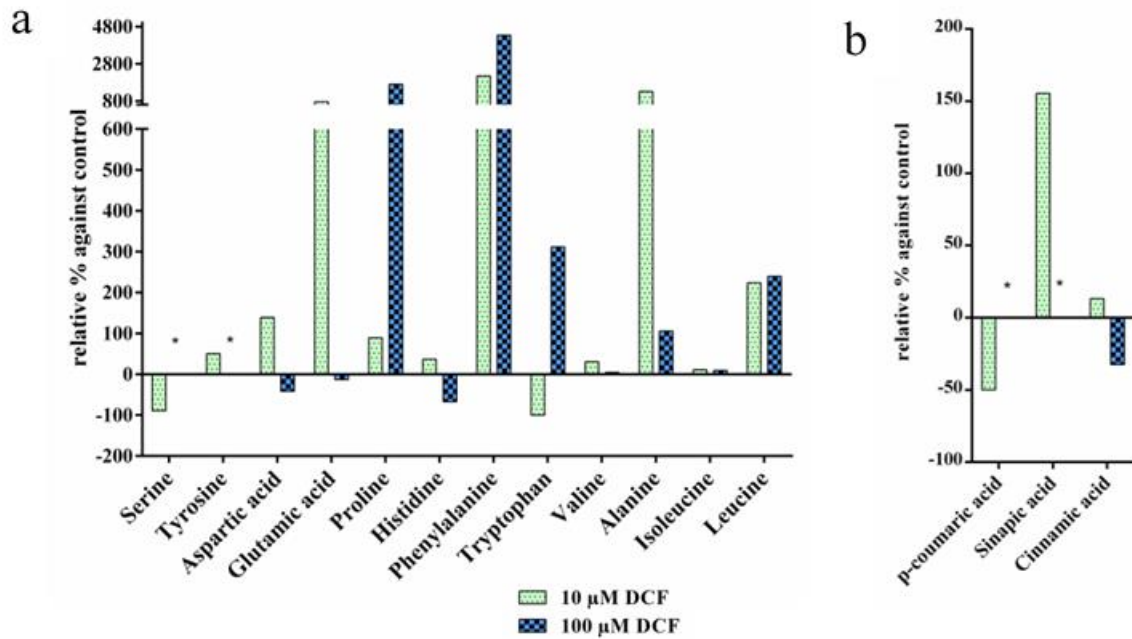 a
relative % against control
4800
2800
800
600
500
400
300
200
100
0
-100
-200
* *
Serine
Tyrosine
Aspartic acid
Glutamic acid
Proline
Histidine
Phenylalanine
Tryptophan
Valine
Alanine
Isoleucine
Leucine
10 µM DCF
100 µM DCF
b
relative % against control
200
150
100
50
0
-50
-100
* *
p-coumaric acid
Sinapic acid
Cinnamic acid